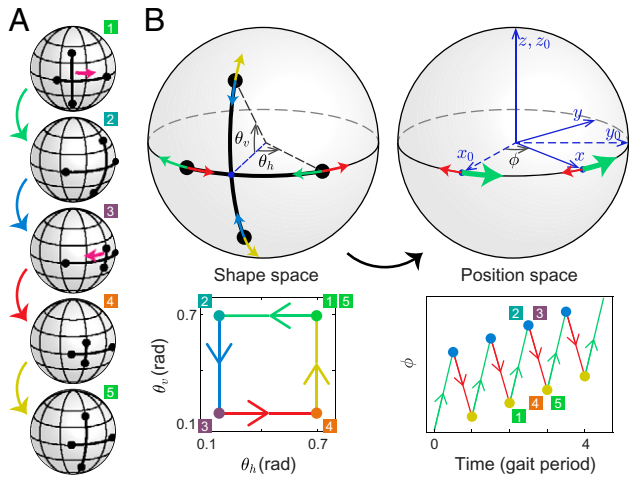 A
B
1
2
3
4
5
θv
θh
z, z0
y
y0
x0
x
ϕ
Shape space
Position space
2
1 5
0.7
0.1
θv (rad)
3
4
0.1
0.7
θh (rad)
2 3
ϕ
1
4 5
0
4
Time (gait period)